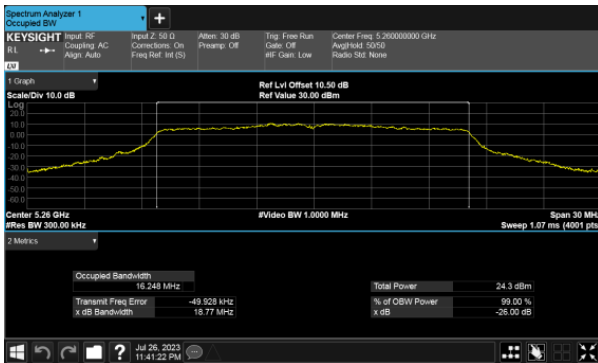 Spectrum Analyzer 1
Occupied BW
+
KEYSIGHT Input: RF Input Z: 50 Ω Atten: 30 dB Trig: Free Run Center Freq: 5.260000000 GHz
RL Coupling: AC Corrections: On Preamp: Off Gate: Off Avg|Hold: 50/50
Align: Auto Freq Ref: Int (S) #IF Gain: Low Radio Std: None
1 Graph
Scale/Div 10.0 dB Ref Lvl Offset 10.50 dB
Ref Value 30.00 dBm
Log
20.0
10.0
0.00
-10.0
-20.0
-30.0
-40.0
-50.0
-60.0
Center 5.26 GHz #Video BW 1.0000 MHz Span 30 MHz
#Res BW 300.00 kHz Sweep 1.07 ms (4001 pts
2 Metrics
Occupied Bandwidth
16.248 MHz Total Power 24.3 dBm
Transmit Freq Error -49.928 kHz % of OBW Power 99.00 %
x dB Bandwidth 18.77 MHz x dB -26.00 dB
? Jul 26, 2023
11:41:22 PM